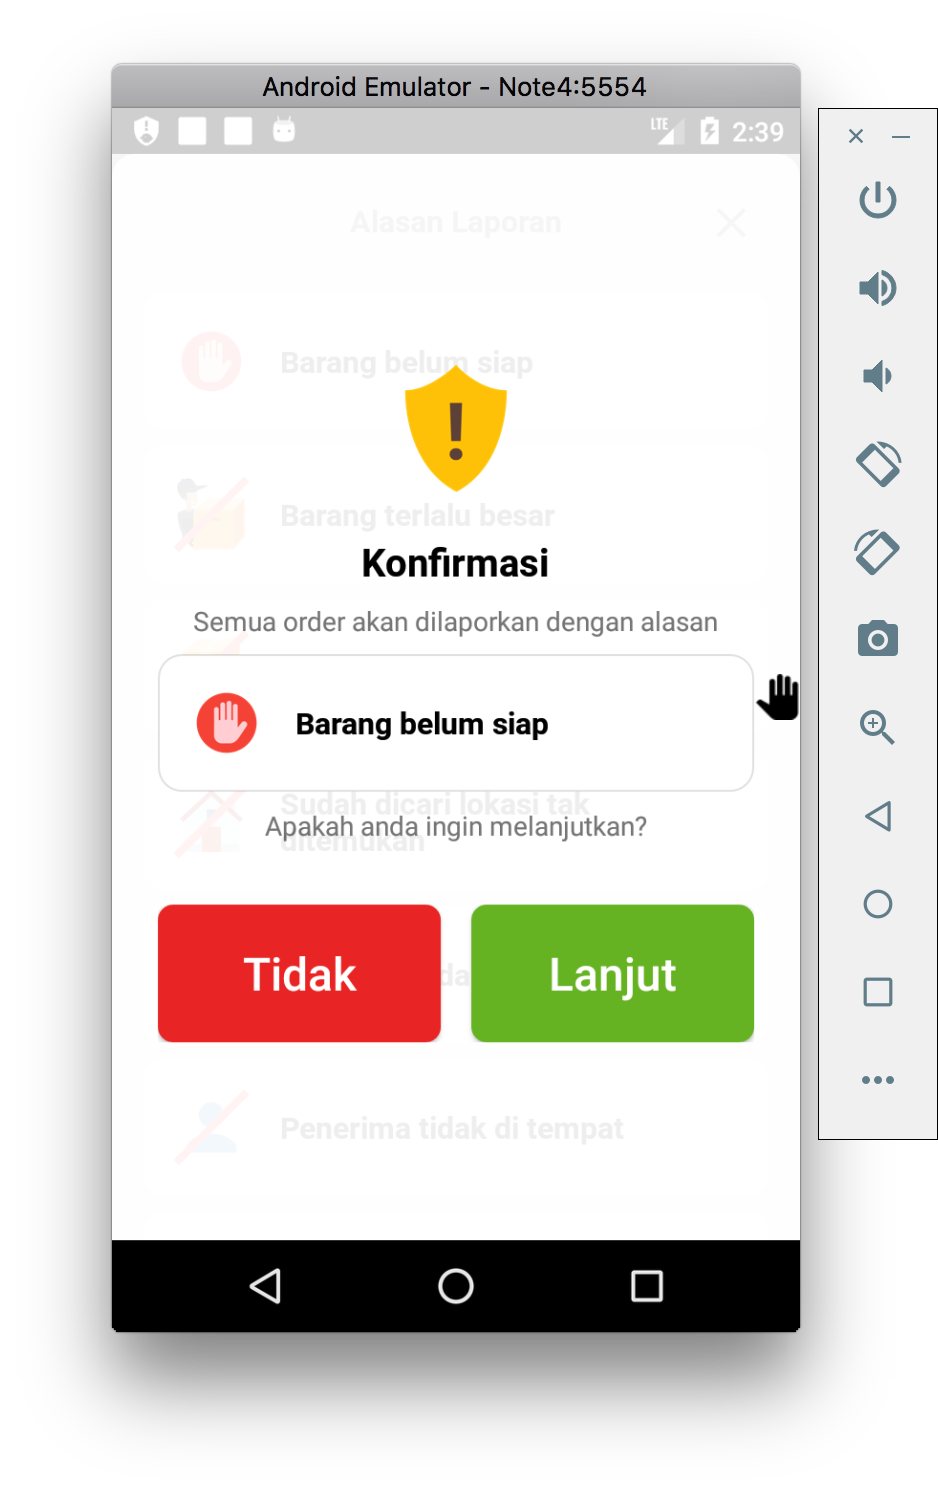 Android Emulator - Note4:5554
LTE 2:39
Alasan Laporan
Barang belum siap
Barang terlalu besar
Konfirmasi
Semua order akan dilaporkan dengan alasan
Barang belum siap
Sudah dicari lokasi tak
ditemukan
Apakah anda ingin melanjutkan?
Tidak
Lanjut
Penerima tidak di tempat